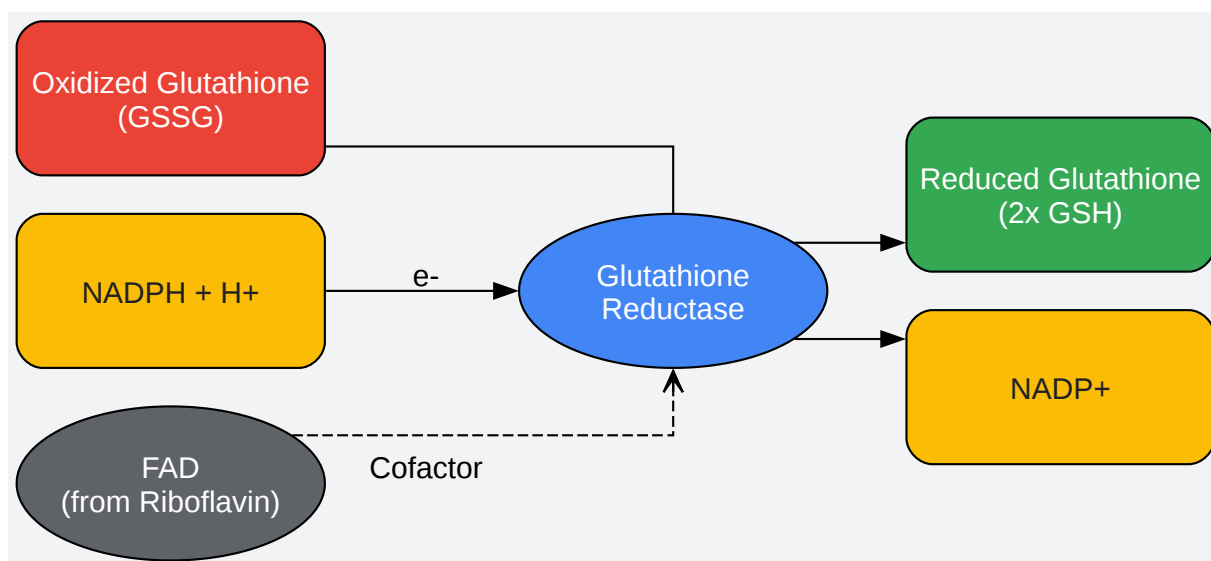 Oxidized Glutathione
(GSSG)
NADPH + H+
e-
FAD
(from Riboflavin)
Cofactor
Glutathione
Reductase
Reduced Glutathione
(2x GSH)
NADP+